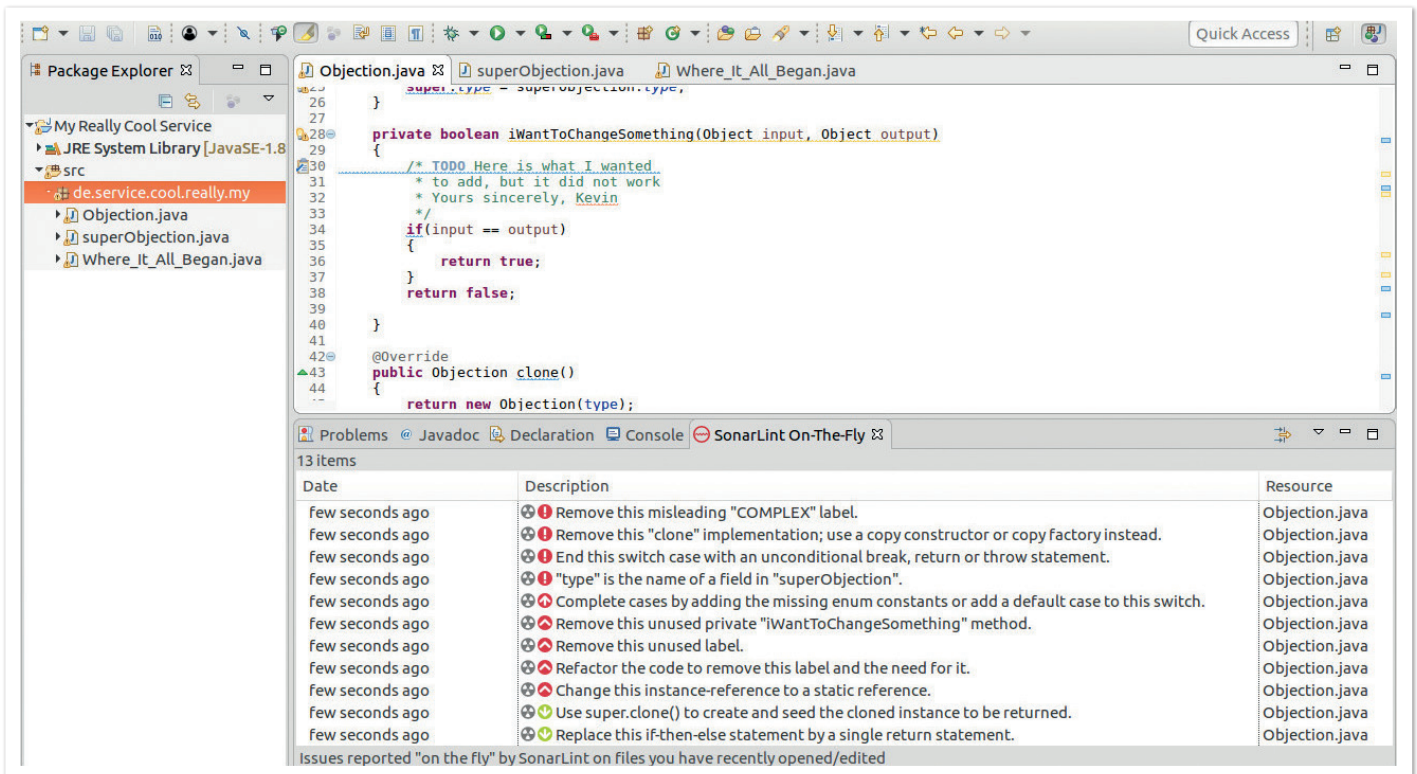 Quick Access
Package Explorer
My Really Cool Service
JRE System Library [JavaSE-1.8
src
de.service.cool.really.my
Objection.java
superObjection.java
Where_It_All_Began.java
Objection.java
superObjection.java
Where_It_All_Began.java
25 super.type = superObjection.type;
26 }
27
28 private boolean iWantToChangeSomething(Object input, Object output)
29 {
30 /* TODO Here is what I wanted
31 * to add, but it did not work
32 * Yours sincerely, Kevin
33 */
34 if(input == output)
35 {
36 return true;
37 }
38 return false;
39
40 }
41
42 @Override
43 public Objection clone()
44 {
return new Objection(type);
Problems @ Javadoc Declaration Console SonarLint On-The-Fly
13 items
Date Description Resource
few seconds ago Remove this misleading "COMPLEX" label. Objection.java
few seconds ago Remove this "clone" implementation; use a copy constructor or copy factory instead. Objection.java
few seconds ago End this switch case with an unconditional break, return or throw statement. Objection.java
few seconds ago "type" is the name of a field in "superObjection". Objection.java
few seconds ago Complete cases by adding the missing enum constants or add a default case to this switch. Objection.java
few seconds ago Remove this unused private "iWantToChangeSomething" method. Objection.java
few seconds ago Remove this unused label. Objection.java
few seconds ago Refactor the code to remove this label and the need for it. Objection.java
few seconds ago Change this instance-reference to a static reference. Objection.java
few seconds ago Use super.clone() to create and seed the cloned instance to be returned. Objection.java
few seconds ago Replace this if-then-else statement by a single return statement. Objection.java
Issues reported "on the fly" by SonarLint on files you have recently opened/edited